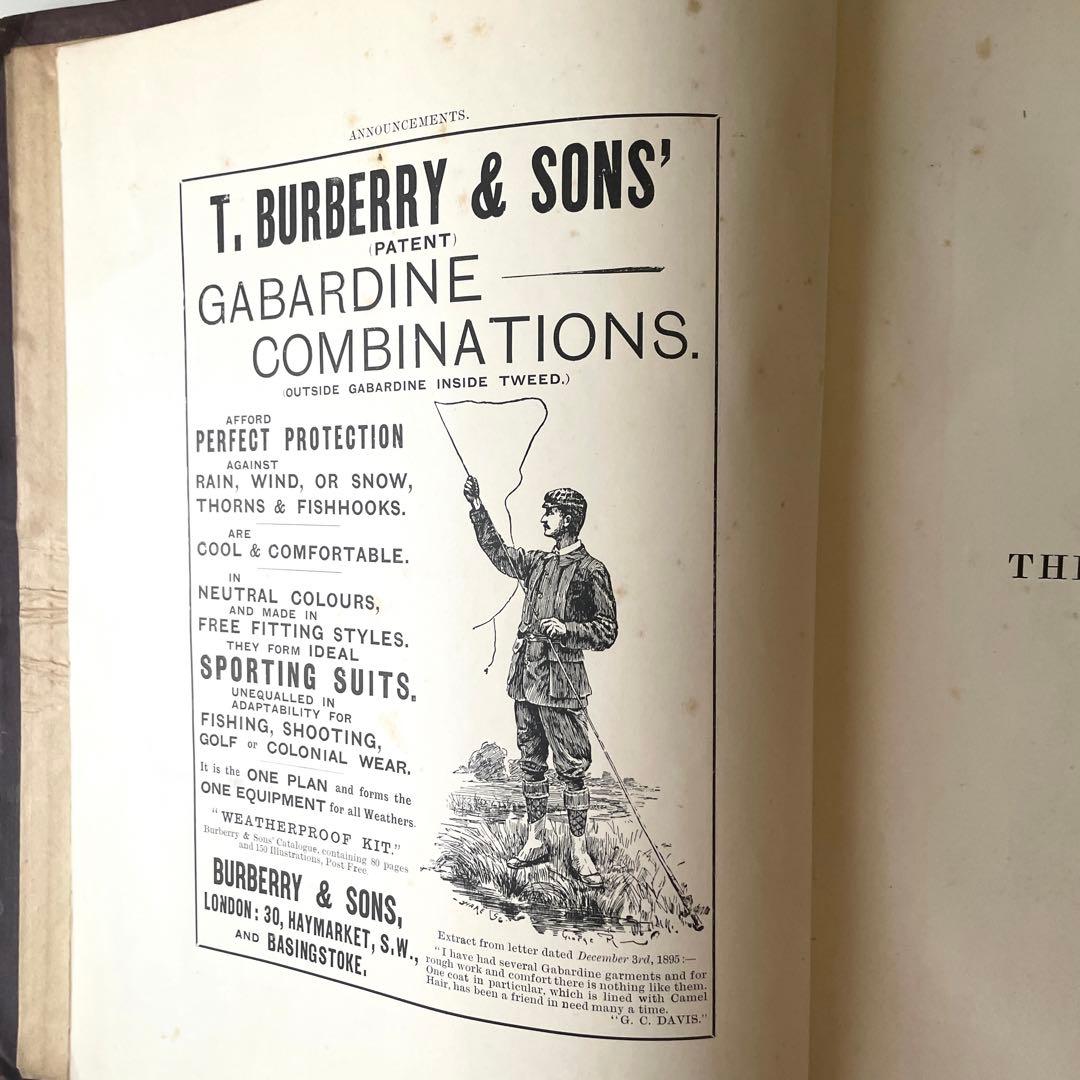 ANNOUNCEMENTS.
T. BURBERRY & SONS'
(PATENT)
GABARDINE
COMBINATIONS.
(OUTSIDE GABARDINE INSIDE TWEED.)
AFFORD
PERFECT PROTECTION
AGAINST
RAIN, WIND, OR SNOW,
THORNS & FISHHOOKS.
ARE
COOL & COMFORTABLE.
IN
NEUTRAL COLOURS,
AND MADE IN
FREE FITTING STYLES.
THEY FORM IDEAL
SPORTING SUITS.
UNEQUALLED IN
ADAPTABILITY FOR
FISHING, SHOOTING,
GOLF or COLONIAL WEAR.
It is the ONE PLAN and forms the
ONE EQUIPMENT for all Weathers.
"WEATHERPROOF KIT."
Burberry & Sons' Catalogue, containing 80 pages
and 150 Illustrations, Post Free
BURBERRY & SONS,
LONDON: 30, HAYMARKET, S.W.,
AND BASINGSTOKE.
George R
Extract from letter dated December 3rd, 1895:—
"I have had several Gabardine garments and for
rough work and comfort there is nothing like them.
One coat in particular, which is lined with Camel
Hair, has been a friend in need many a time.
"G. C. DAVIS."